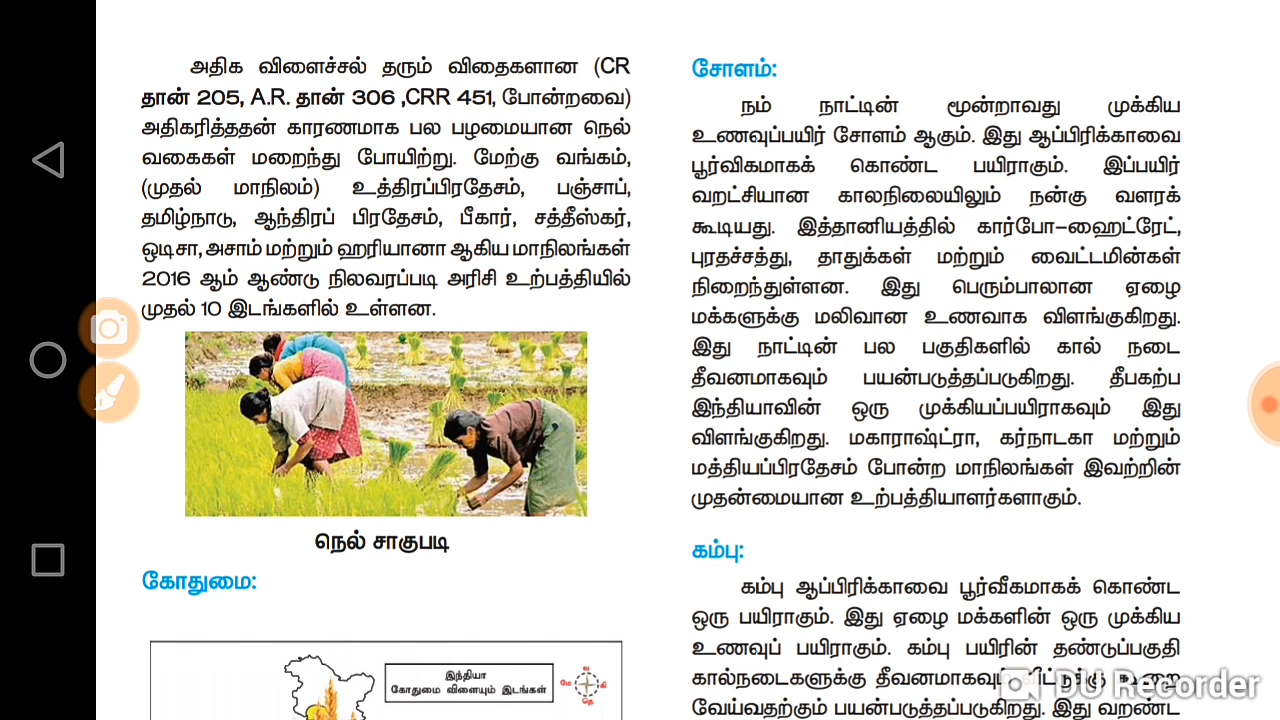 அதிக விளைச்சல் தரும் விதைகளான (CR
தான் 205, A.R. தான் 306 ,CRR 451, போன்றவை)
அதிகரித்ததன் காரணமாக பல பழமையான நெல்
வகைகள் மறைந்து போயிற்று. மேற்கு வங்கம்,
(முதல் மாநிலம்) உத்திரப்பிரதேசம், பஞ்சாப்,
தமிழ்நாடு, ஆந்திரப் பிரதேசம், பீகார், சத்தீஸ்கர்,
ஒடிசா, அசாம் மற்றும் ஹரியானா ஆகிய மாநிலங்கள்
2016 ஆம் ஆண்டு நிலவரப்படி அரிசி உற்பத்தியில்
முதல் 10 இடங்களில் உள்ளன.
நெல் சாகுபடி
கோதுமை:
இந்தியா
கோதுமை விளையும் இடங்கள்
வ
மே
கி
தெ
சோளம்:
நம் நாட்டின் மூன்றாவது முக்கிய
உணவுப்பயிர் சோளம் ஆகும். இது ஆப்பிரிக்காவை
பூர்விகமாகக் கொண்ட பயிராகும். இப்பயிர்
வறட்சியான காலநிலையிலும் நன்கு வளரக்
கூடியது. இத்தானியத்தில் கார்போ-ஹைட்ரேட்,
புரதச்சத்து, தாதுக்கள் மற்றும் வைட்டமின்கள்
நிறைந்துள்ளன. இது பெரும்பாலான ஏழை
மக்களுக்கு மலிவான உணவாக விளங்குகிறது.
இது நாட்டின் பல பகுதிகளில் கால் நடை
தீவனமாகவும் பயன்படுத்தப்படுகிறது. தீபகற்ப
இந்தியாவின் ஒரு முக்கியப்பயிராகவும் இது
விளங்குகிறது. மகாராஷ்ட்ரா, கர்நாடகா மற்றும்
மத்தியப்பிரதேசம் போன்ற மாநிலங்கள் இவற்றின்
முதன்மையான உற்பத்தியாளர்களாகும்.
கம்பு:
கம்பு ஆப்பிரிக்காவை பூர்வீகமாகக் கொண்ட
ஒரு பயிராகும். இது ஏழை மக்களின் ஒரு முக்கிய
உணவுப் பயிராகும். கம்பு பயிரின் தண்டுப்பகுதி
கால்நடைகளுக்கு தீவனமாகவும்
வேய்வதற்கும் பயன்படுத்தப்படுகிறது. இது வறண்ட
DU Recorder